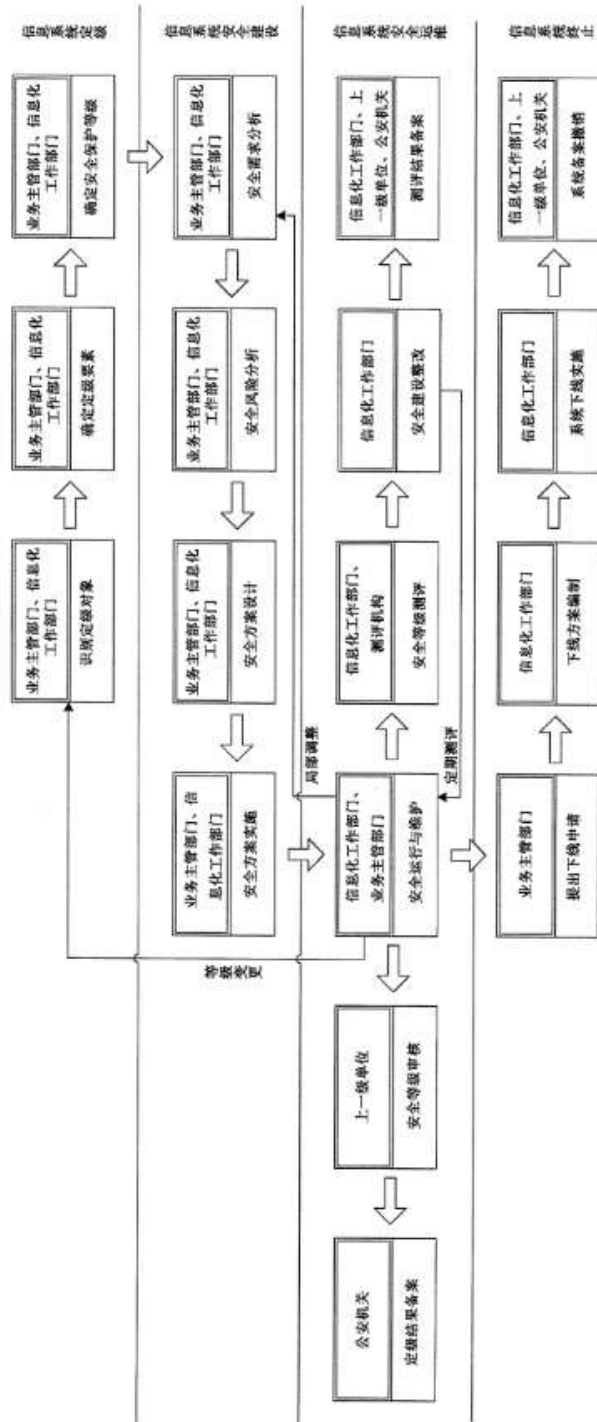 业务主管部门、信息化
工作部门
识别定级对象
业务主管部门、信息化
工作部门
确定定级要素
业务主管部门、信息化
工作部门
确定安全保护等级
信息系统定级
业务主管部门、信息化
工作部门
安全需求分析
业务主管部门、信息化
工作部门
安全风险分析
业务主管部门、信息化
工作部门
安全方案设计
业务主管部门、信
息化工作部门
安全方案实施
信息系统安全建设
等级变更
局部调整
公安机关
定级结果备案
上一级单位
安全等级审核
信息化工作部门、
业务主管部门
安全运行与维护
信息化工作部门、
测评机构
安全等级测评
信息化工作部门
安全建设整改
信息化工作部门、上
一级单位、公安机关
测评结果备案
信息系统安全运维
定期测评
业务主管部门
提出下线申请
信息化工作部门
下线方案编制
信息化工作部门
系统下线实施
信息化工作部门、上
一级单位、公安机关
系统备案撤销
信息系统终止